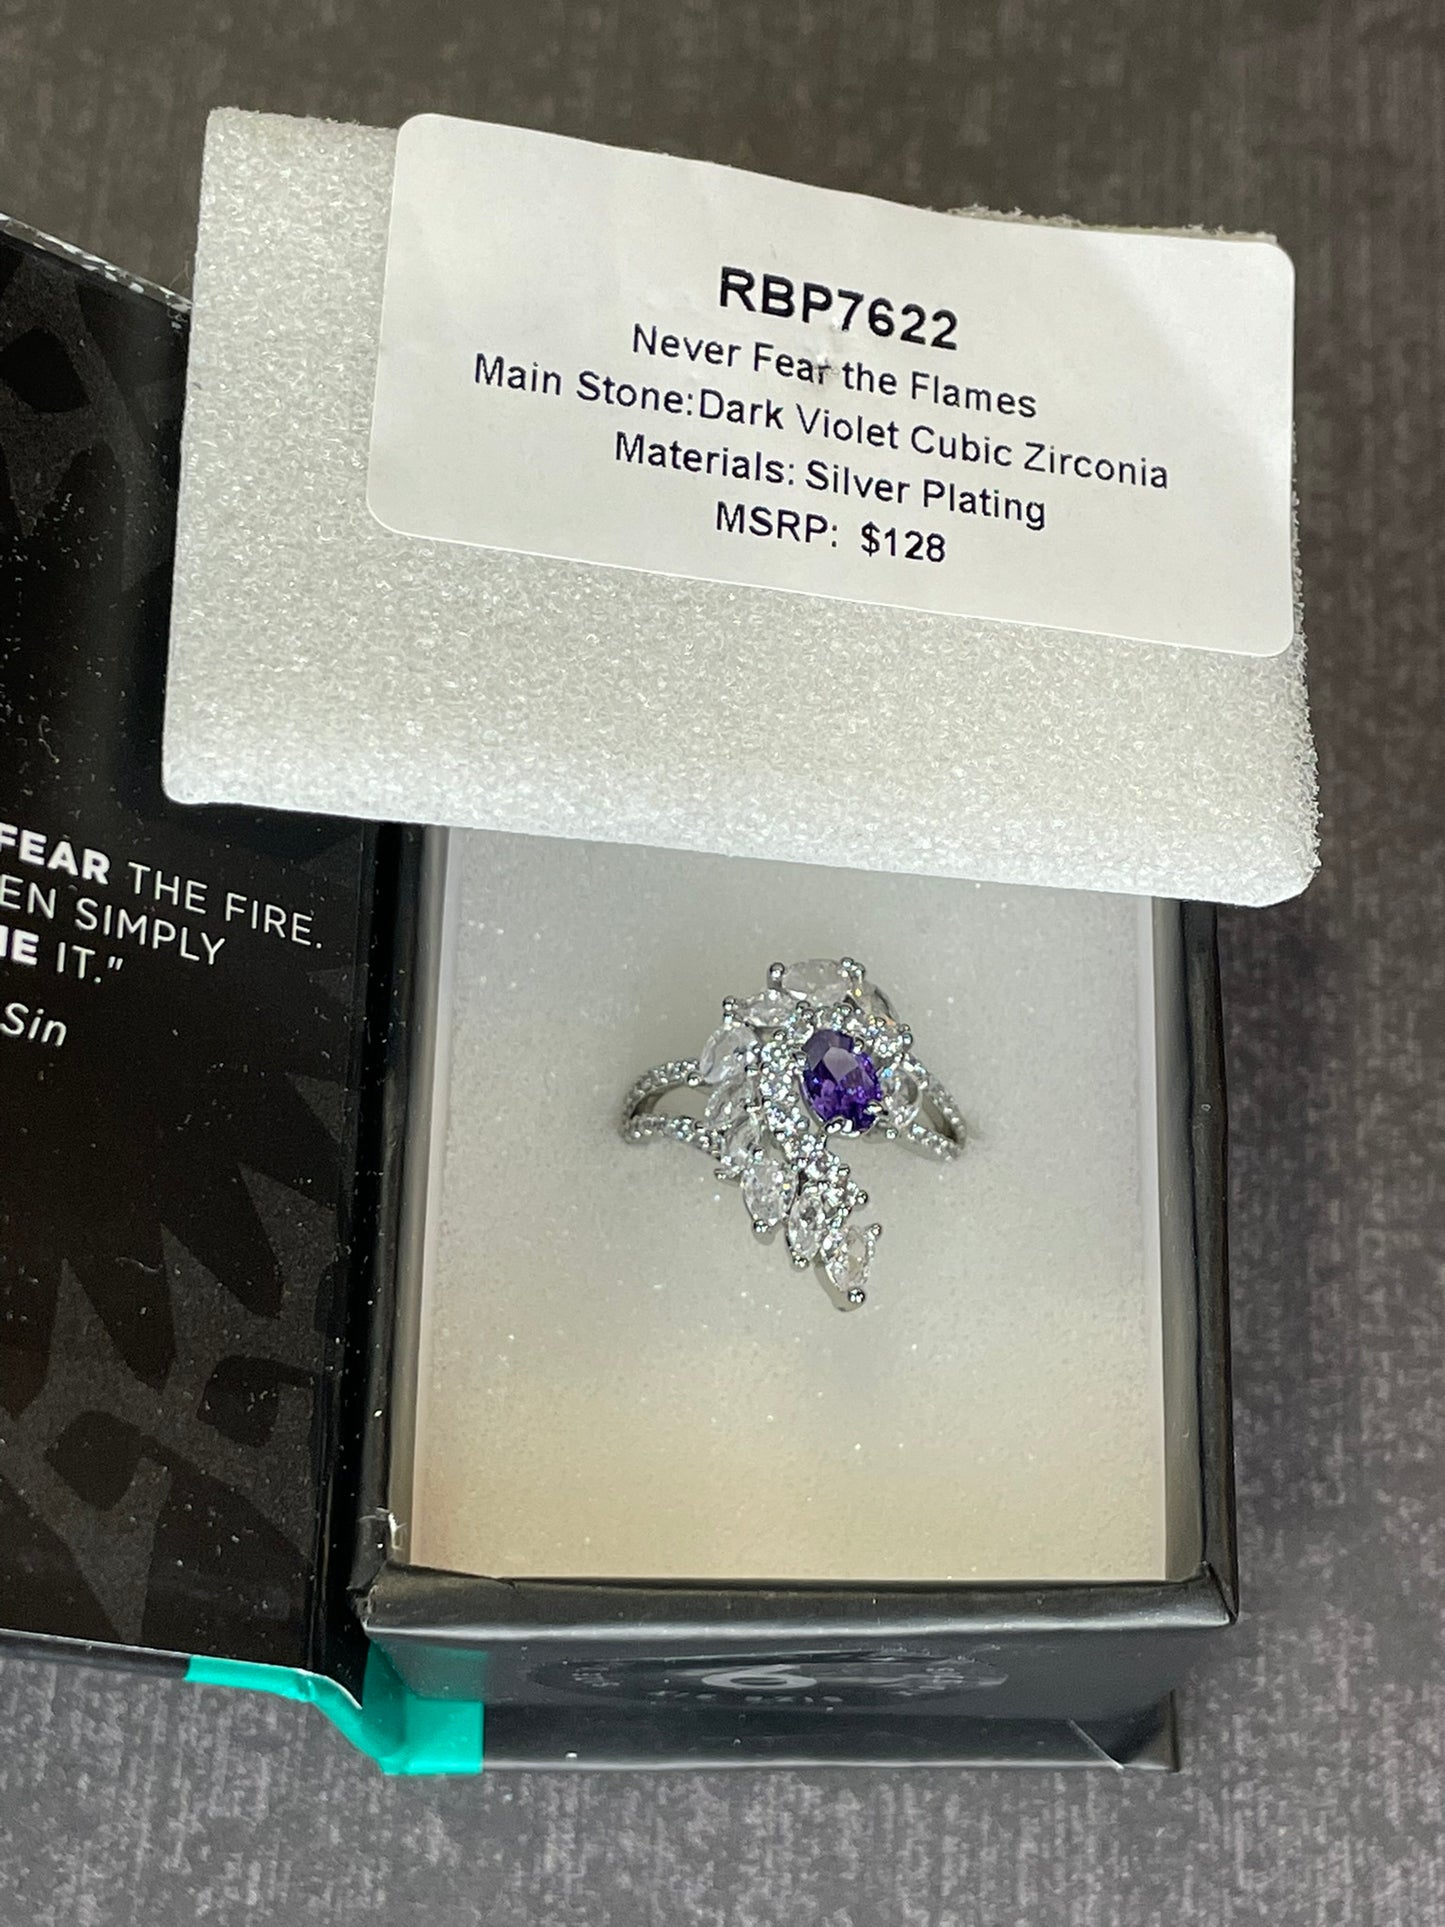 RBP7622
Never Fear the Flames
Main Stone:Dark Violet Cubic Zirconia
Materials: Silver Plating
MSRP: $128
FEAR THE FIRE.
EN SIMPLY
IT."
Sin
6